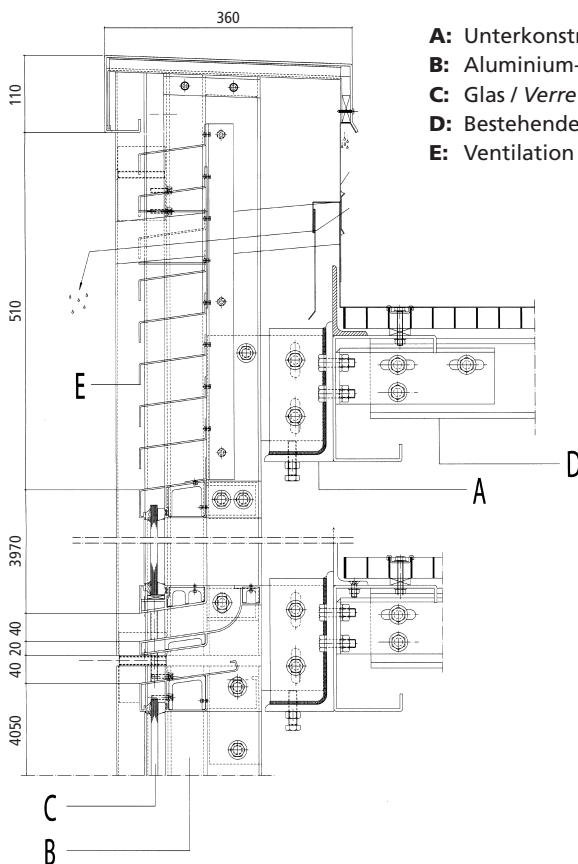 360
A: Unterkonstr
B: Aluminium-
C: Glas / Verre
D: Bestehende
E: Ventilation
110
510
E
D
A
3970
40
20
40
4050
C
B